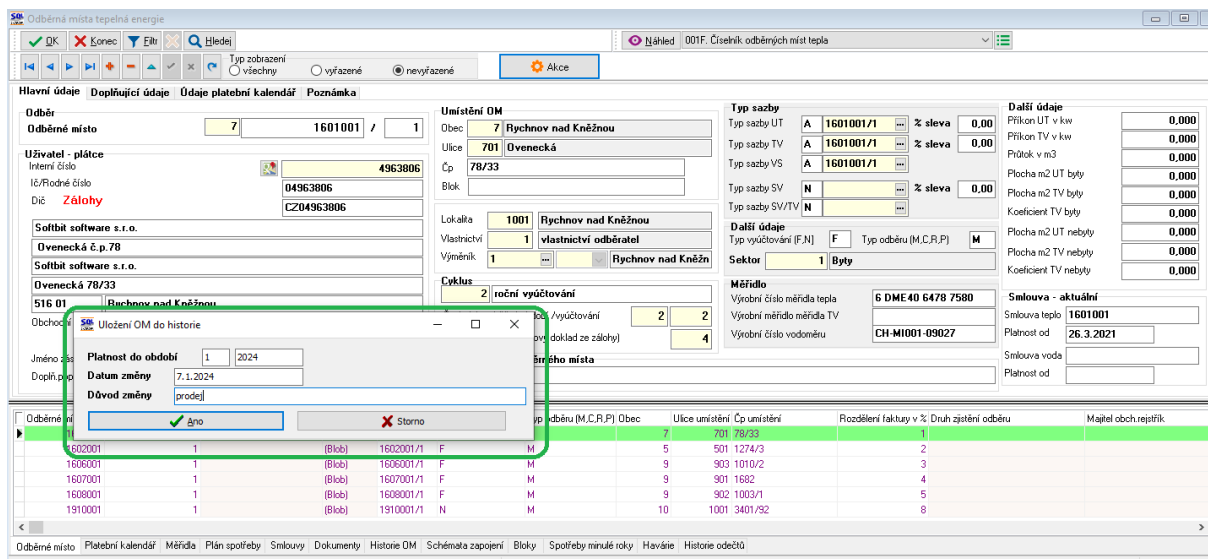 Odběrná místa tepelná energie
OK Konec Filtr Hledej Náhled 001F. Číselník odběrných míst tepla
Typ zobrazení
všechny vyřazené nevyřazené Akce
Hlavní údaje Doplňující údaje Údaje platební kalendář Poznámka
Odběr
Odběrné místo 7 1601001 / 1
Uživatel - plátce
Interní číslo 4963806
Ič/Rodné číslo 04963806
Dič Zálohy CZ04963806
Softbit software s.r.o.
Ovenecká č.p.78
Softbit software s.r.o.
Ovenecká 78/33
516 01 Rychnov nad Kněžnou
Obchodní
Jméno zás
Doplň.pop
Umístění OM
Obec 7 Rychnov nad Kněžnou
Ulice 701 Ovenecká
Čp 78/33
Blok
Lokalita 1001 Rychnov nad Kněžnou
Vlastnictví 1 vlastnictví odběratel
Výměník 1 ... Rychnov nad Kněžn
Cyklus
2 roční vyúčtování
/vyúčtování 2 2
ový doklad ze zálohy) 4
ěrného místa
Typ sazby
Typ sazby UT A 1601001/1 ... % sleva 0,00
Typ sazby TV A 1601001/1 ... % sleva 0,00
Typ sazby VS A 1601001/1 ...
Typ sazby SV N ... % sleva 0,00
Typ sazby SV/TV N ...
Další údaje
Typ vyúčtování (F,N) F Typ odběru (M,C,R,P) M
Sektor 1 Byty
Měřidlo
Výrobní číslo měřidla tepla 6 DME40 6478 7580
Výrobní měřidlo měřidla TV
Výrobní číslo vodoměru CH-MI001-09027
Další údaje
Příkon UT v kw 0,000
Příkon TV v kw 0,000
Průtok v m3 0,000
Plocha m2 UT byty 0,000
Plocha m2 TV byty 0,000
Koeficient TV byty 0,000
Plocha m2 UT nebyty 0,000
Plocha m2 TV nebyty 0,000
Koeficient TV nebyty 0,000
Smlouva - aktuální
Smlouva teplo 1601001
Platnost od 26.3.2021
Smlouva voda
Platnost od
Uložení OM do historie
Platnost do období 1 2024
Datum změny 7.1.2024
Důvod změny prodej
Ano Storno
Odběrné mí yp odběru (M,C,R,P) Obec Ulice umístění Čp umístění Rozdělení faktury v % Druh zjistění odběru Majitel obch.rejstřík
7 701 78/33 1
1602001 1 (Blob) 1602001/1 F M 5 501 1274/3 2
1606001 1 (Blob) 1606001/1 F M 9 903 1010/2 3
1607001 1 (Blob) 1607001/1 F M 9 901 1682 4
1608001 1 (Blob) 1608001/1 F M 9 902 1003/1 5
1910001 1 (Blob) 1910001/1 N M 10 1001 3401/92 8
Odběrné místo Platební kalendář Měřidla Plán spotřeby Smlouvy Dokumenty Historie OM Schémata zapojení Bloky Spotřeby minulé roky Havárie Historie odečtů